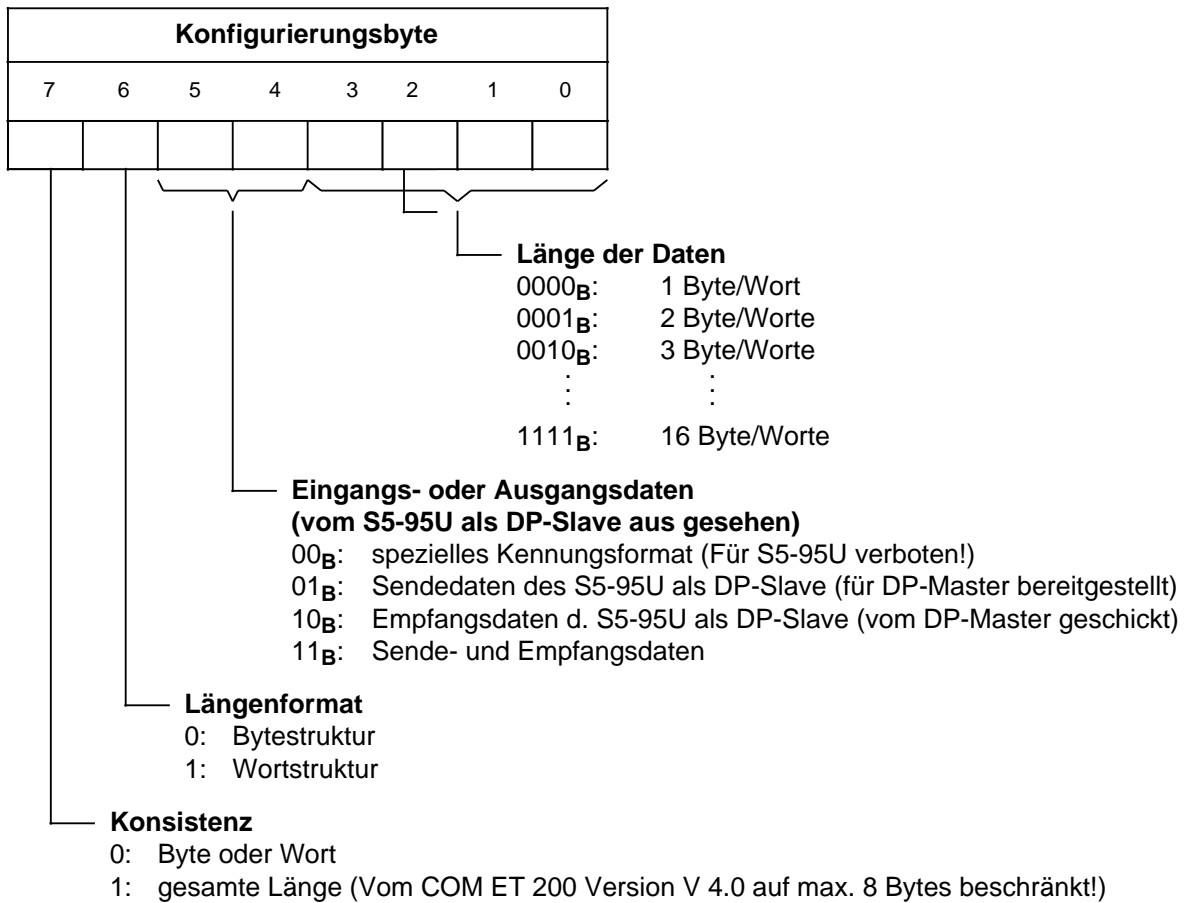 Konfigurierungsbyte
7 6 5 4 3 2 1 0
Länge der Daten
0000B: 1 Byte/Wort
0001B: 2 Byte/Worte
0010B: 3 Byte/Worte
: :
1111B: 16 Byte/Worte
Eingangs- oder Ausgangsdaten
(vom S5-95U als DP-Slave aus gesehen)
00B: spezielles Kennungsformat (Für S5-95U verboten!)
01B: Sendedaten des S5-95U als DP-Slave (für DP-Master bereitgestellt)
10B: Empfangsdaten d. S5-95U als DP-Slave (vom DP-Master geschickt)
11B: Sende- und Empfangsdaten
Längenformat
0: Bytestruktur
1: Wortstruktur
Konsistenz
0: Byte oder Wort
1: gesamte Länge (Vom COM ET 200 Version V 4.0 auf max. 8 Bytes beschränkt!)